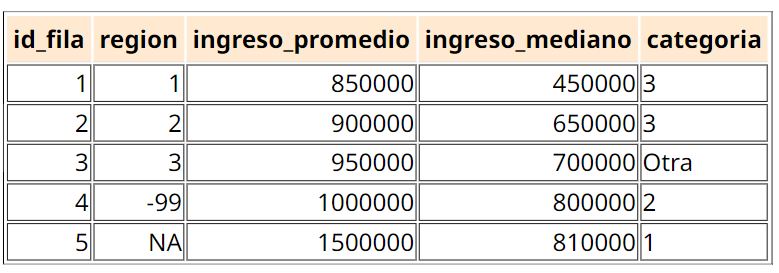 id_fila region ingreso_promedio ingreso_mediano categoria
1 1 850000 450000 3
2 2 900000 650000 3
3 3 950000 700000 Otra
4 -99 1000000 800000 2
5 NA 1500000 810000 1